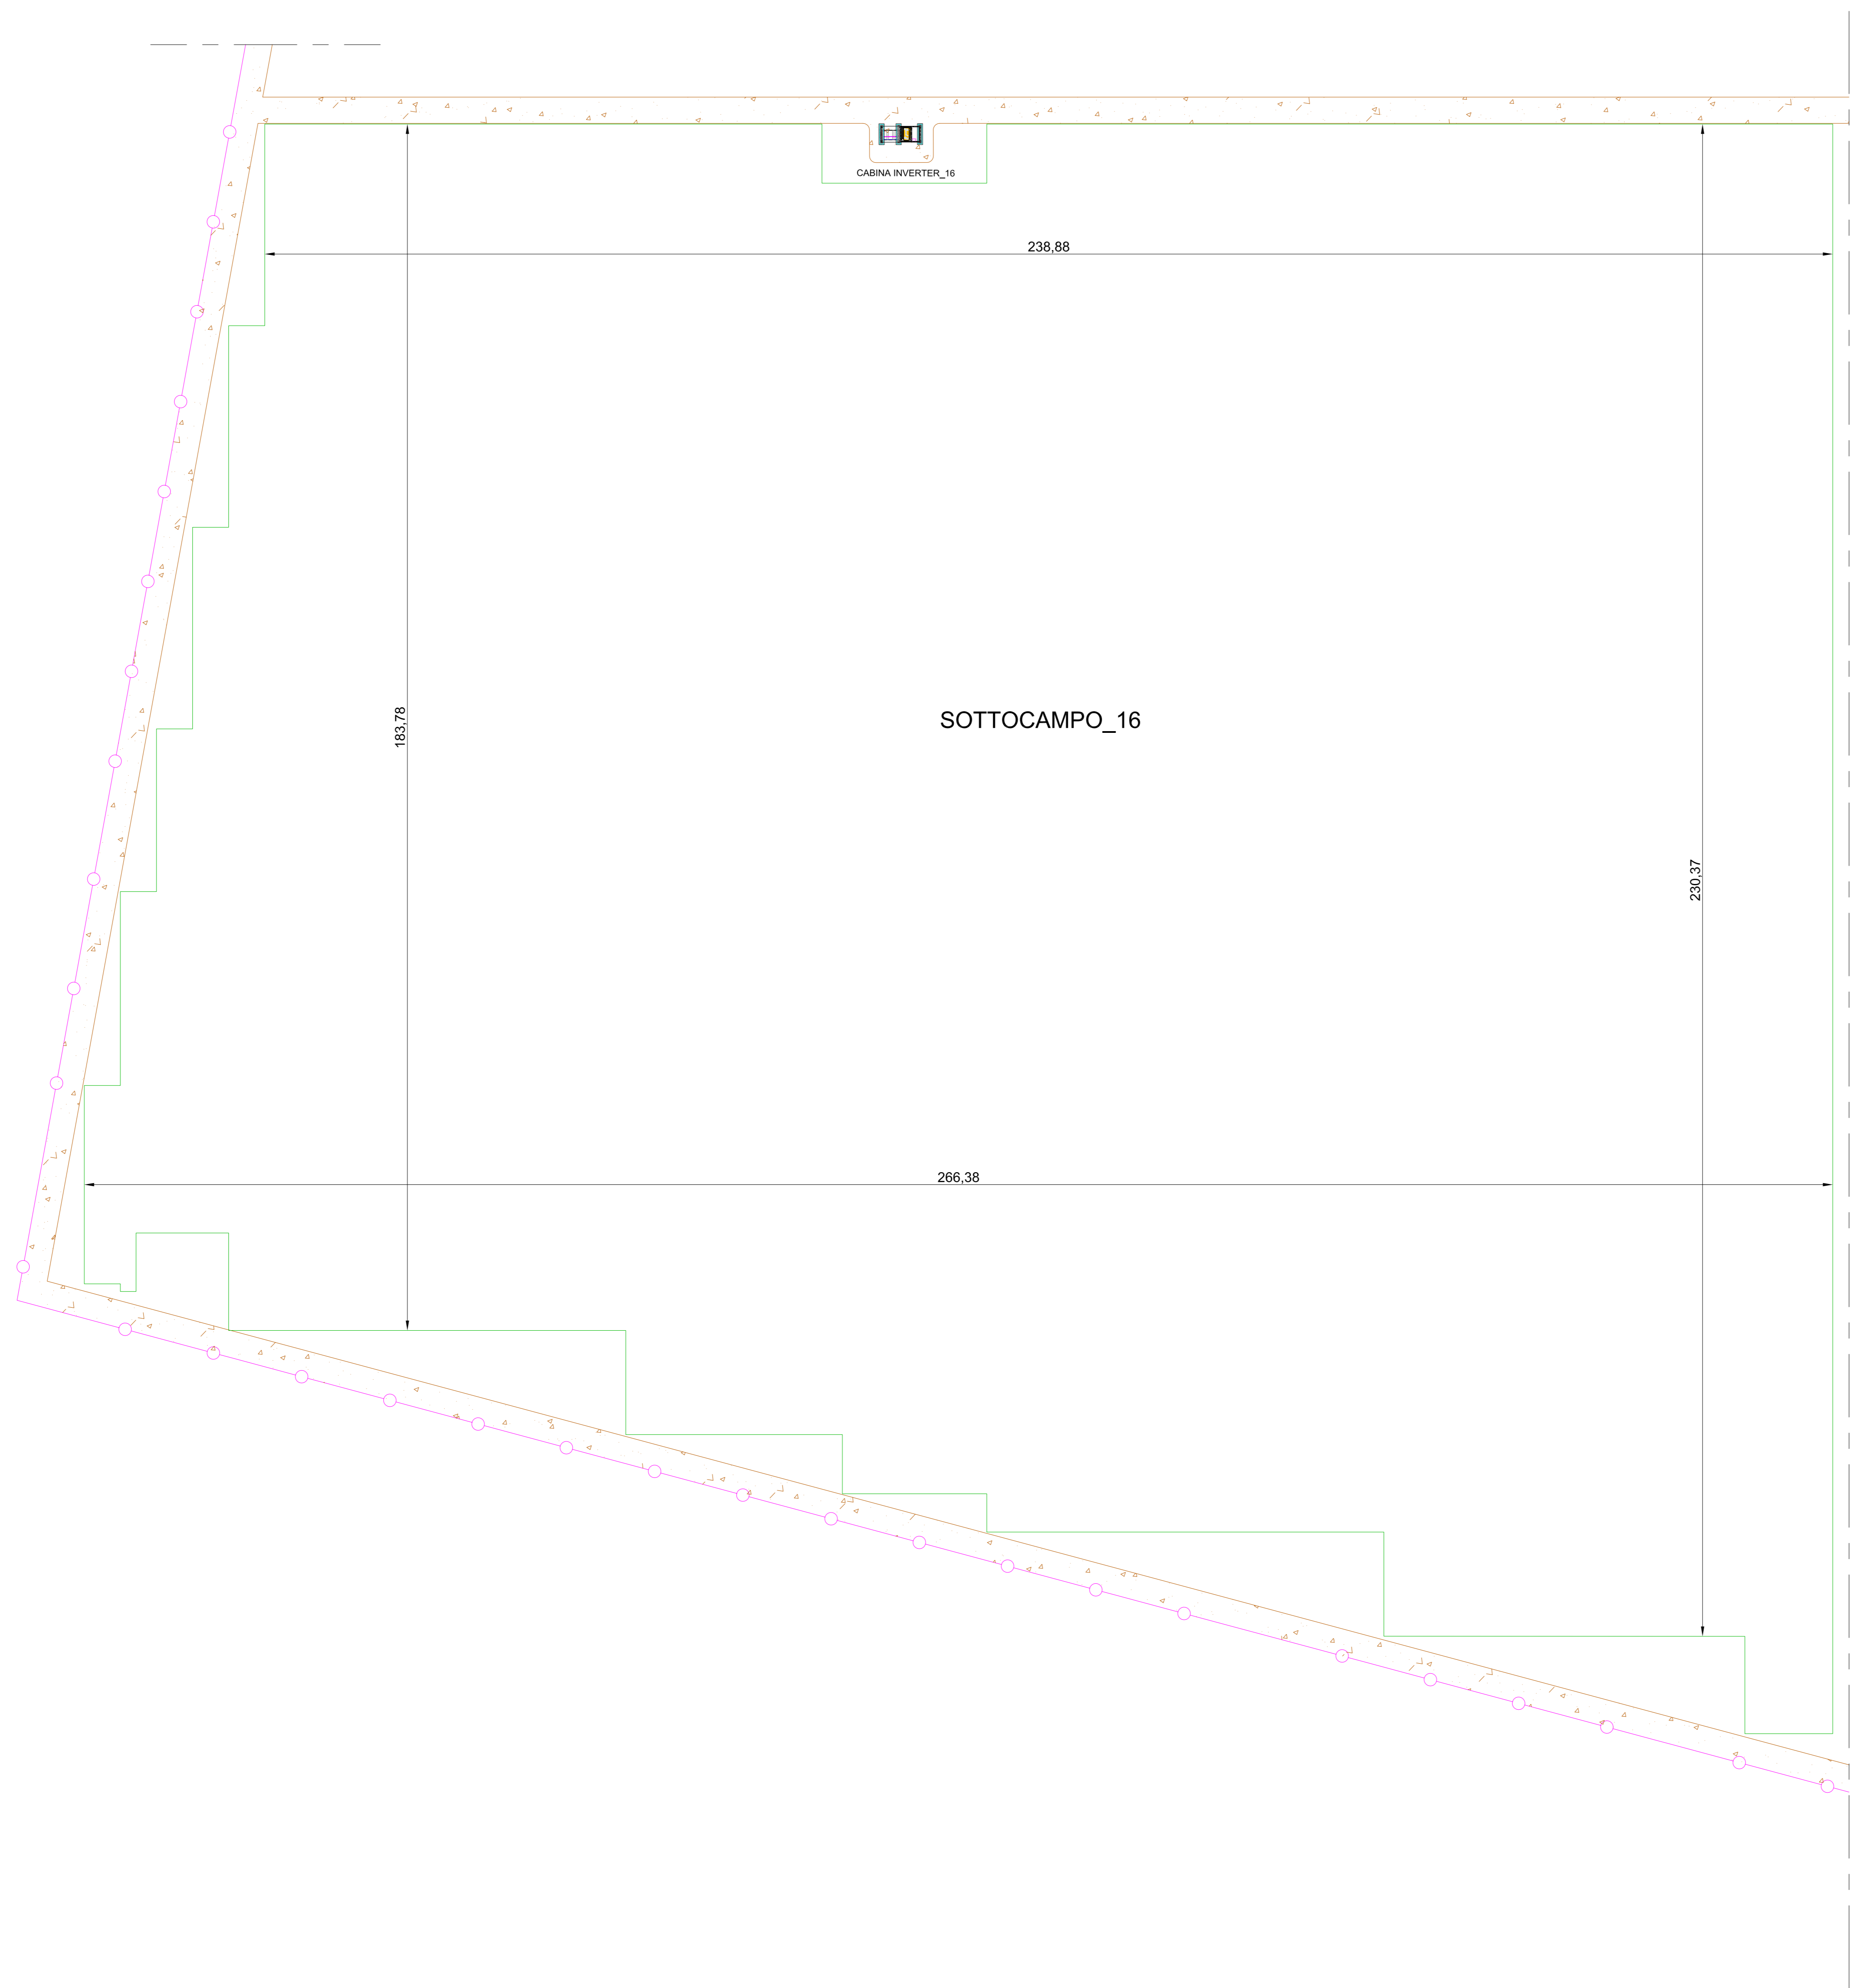 CABINA INVERTER_16
238,88
183,78
SOTTOCAMPO_16
230,37
266,38